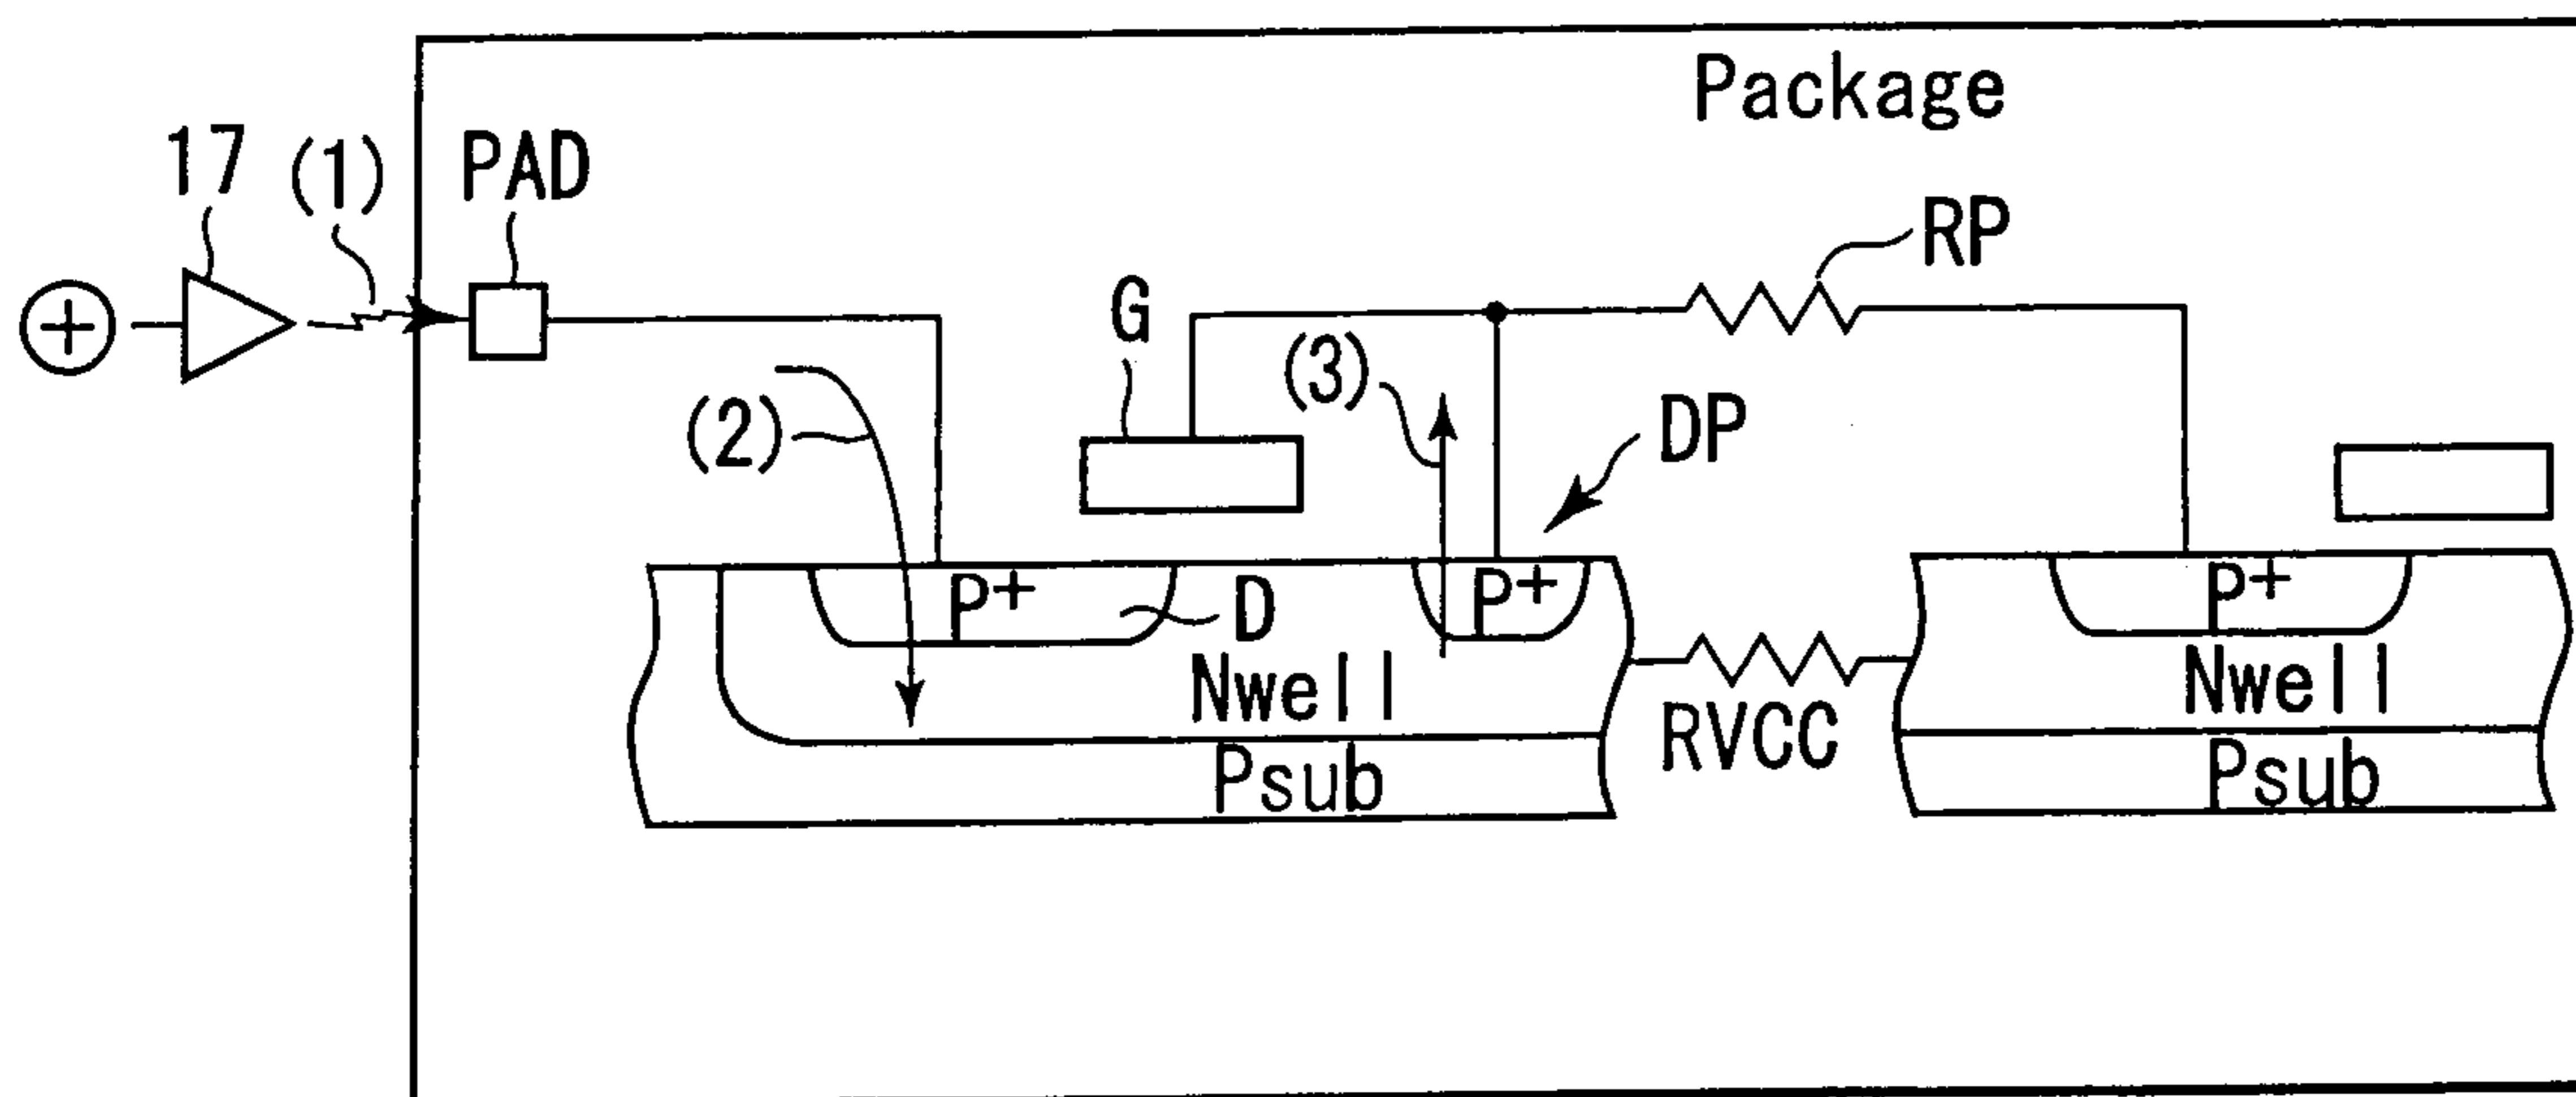 Package
17
(1)
PAD
RP
G
(3)
(2)
DP
+
P+
D
P+
P+
Nwell
Nwell
RVCC
Psub
Psub